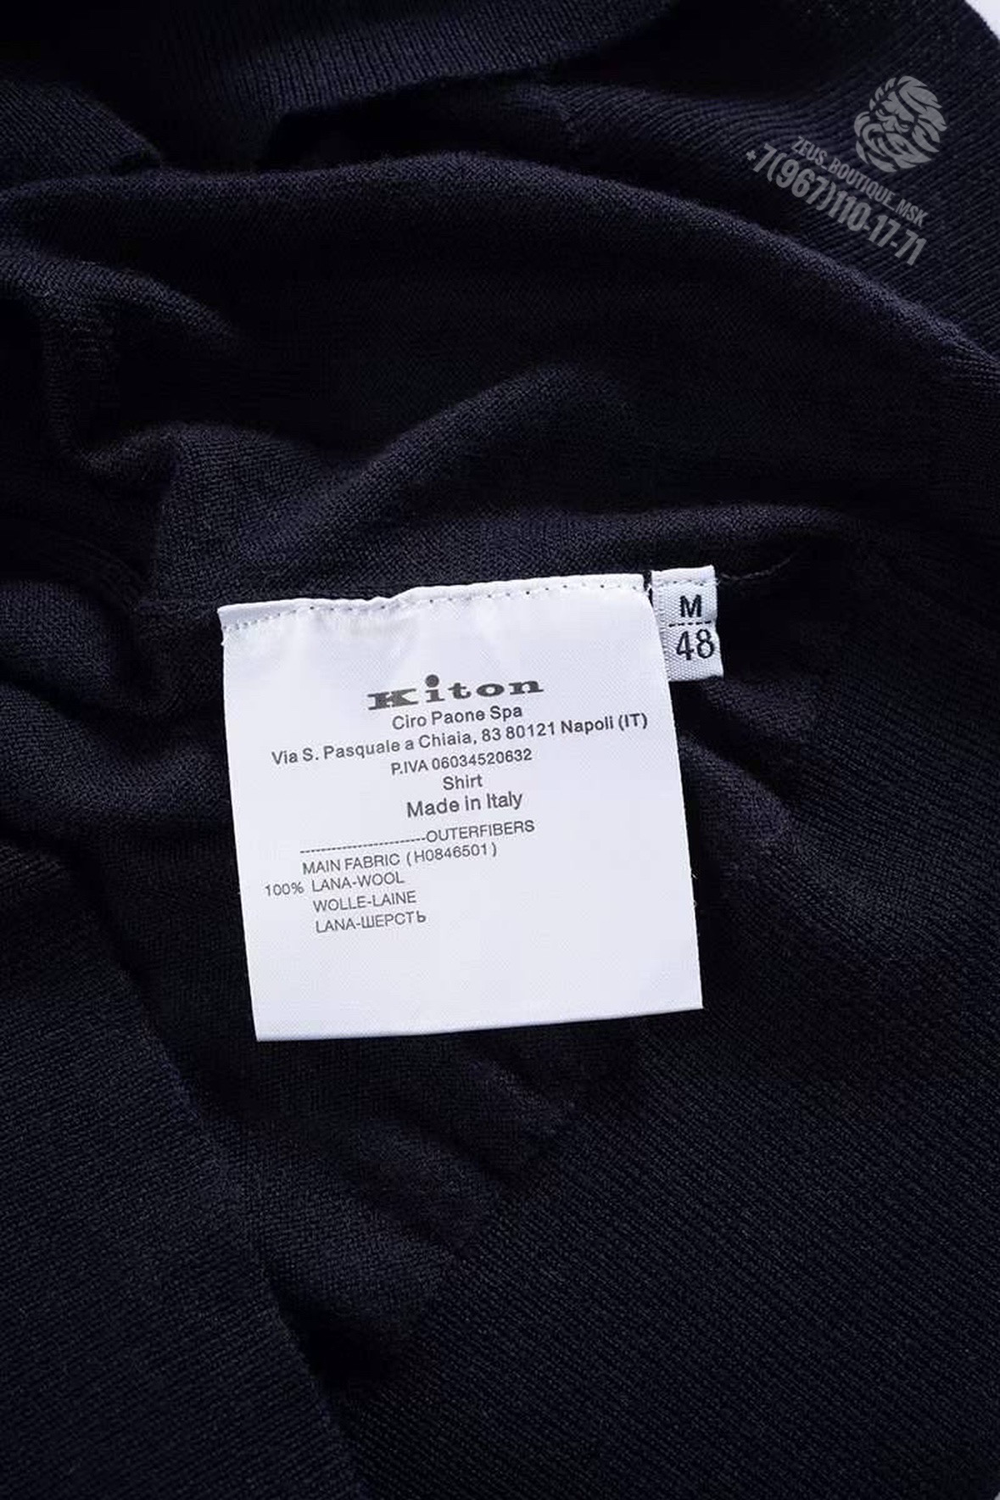 ZEUS_BOUTIQUE_MSK
+7(967)110-17-71
M
48
Kiton
Ciro Paone Spa
Via S. Pasquale a Chiaia, 83 80121 Napoli (IT)
P.IVA 06034520632
Shirt
Made in Italy
------------------------OUTERFIBERS
MAIN FABRIC ( H0846501 )
100% LANA-WOOL
WOLLE-LAINE
LANA-ШЕРСТЬ